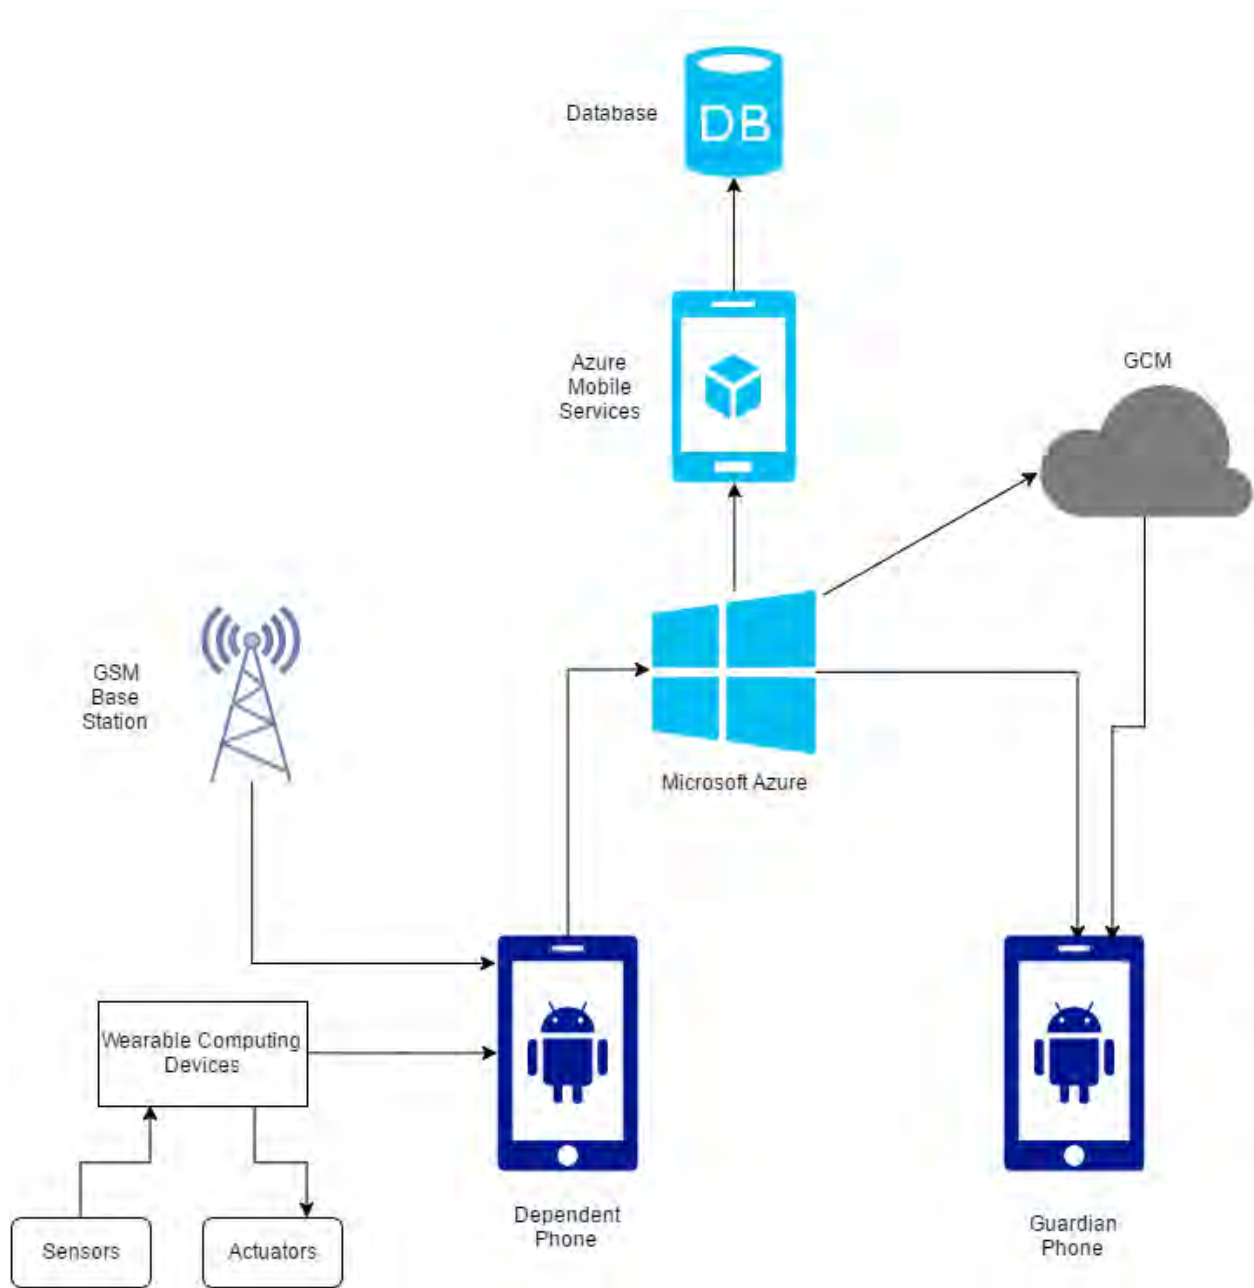 Database
DB
Azure
Mobile
Services
GCM
GSM
Base
Station
Microsoft Azure
Wearable Computing
Devices
Sensors
Actuators
Dependent
Phone
Guardian
Phone